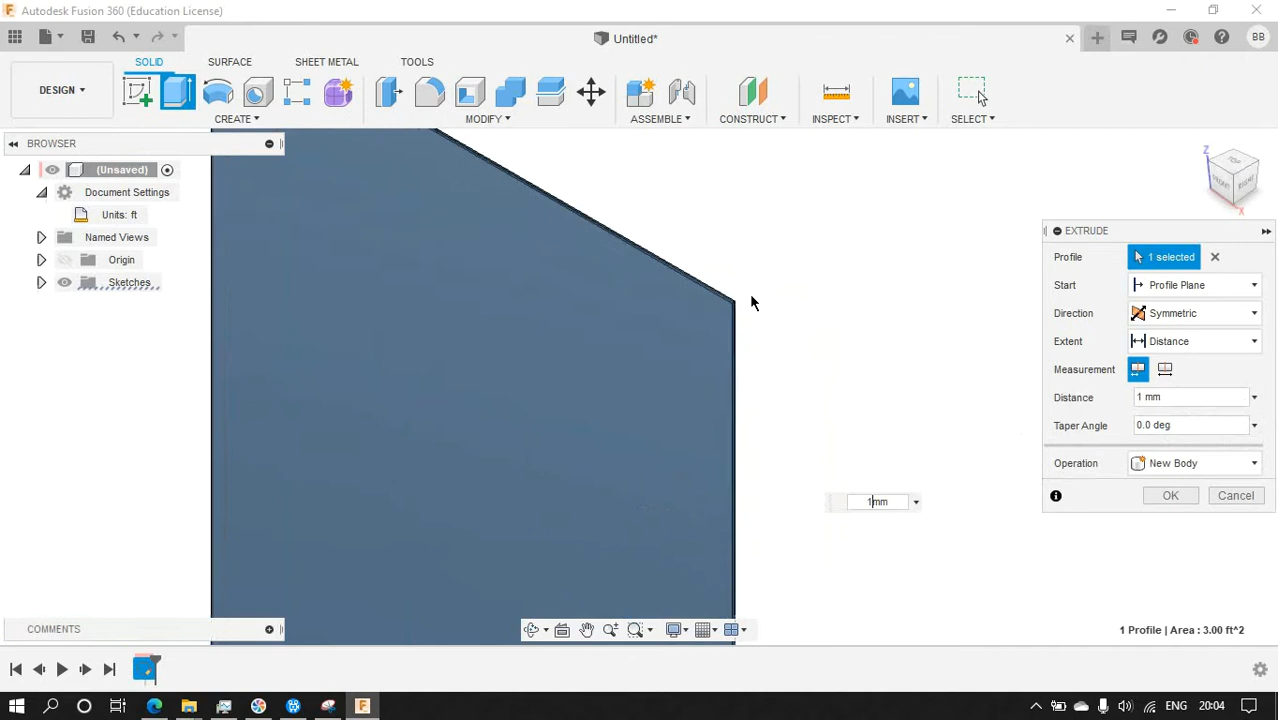 Autodesk Fusion 360 (Education License)
Untitled*
BB
DESIGN
SOLID
SURFACE
SHEET METAL
TOOLS
CREATE
MODIFY
ASSEMBLE
CONSTRUCT
INSPECT
INSERT
SELECT
BROWSER
(Unsaved)
Document Settings
Units: ft
Named Views
Origin
Sketches
Z
TOP
FRONT
RIGHT
X
EXTRUDE
Profile
1 selected
Start
Profile Plane
Direction
Symmetric
Extent
Distance
Measurement
Distance
1 mm
Taper Angle
0.0 deg
Operation
New Body
OK
Cancel
1mm
COMMENTS
1 Profile | Area : 3.00 ft^2
ENG
20:04